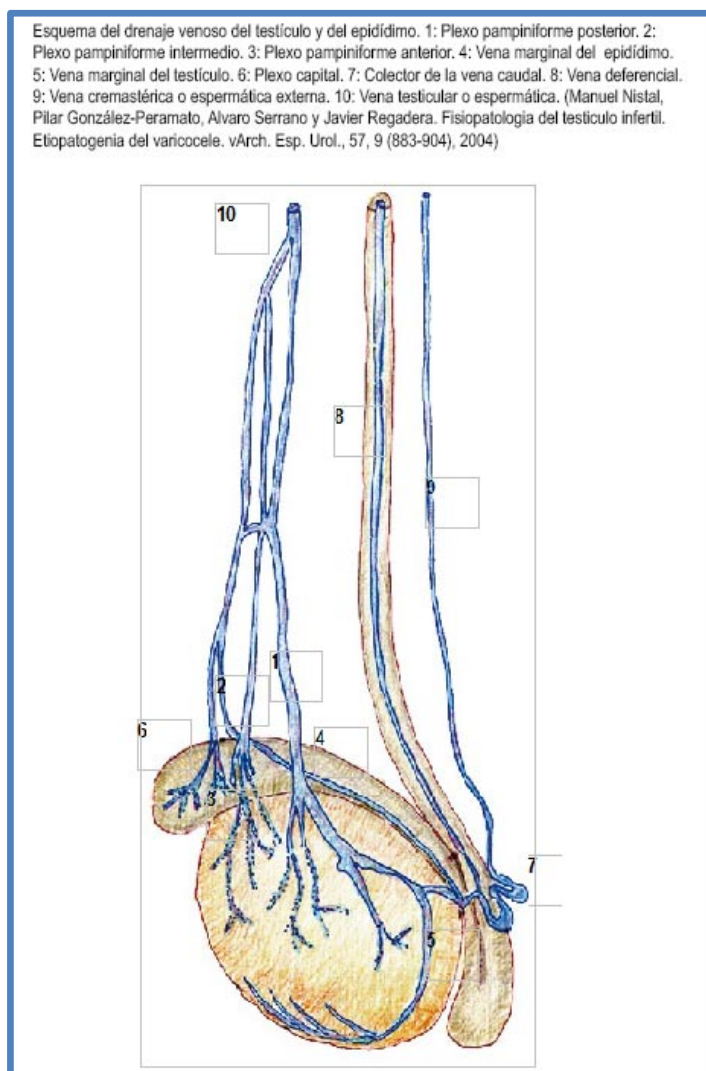 Esquema del drenaje venoso del testículo y del epidídimo. 1: Plexo pampiniforme posterior. 2:
Plexo pampiniforme intermedio. 3: Plexo pampiniforme anterior. 4: Vena marginal del epidídimo.
5: Vena marginal del testículo. 6: Plexo capital. 7: Colector de la vena caudal. 8: Vena deferencial.
9: Vena cremastérica o espermática externa. 10: Vena testicular o espermática. (Manuel Nistal,
Pilar González-Peramato, Alvaro Serrano y Javier Regadera. Fisiopatologia del testiculo infertil.
Etiopatogenia del varicocele. vArch. Esp. Urol., 57, 9 (883-904), 2004)
10
8
9
1
2
6
4
3
7
5